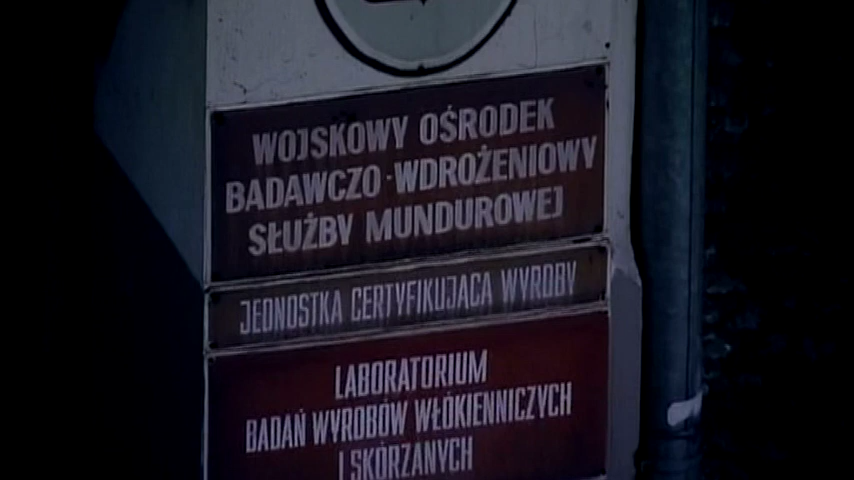 WOJSKOWY OŚRODEK
BADAWCZO-WDROŻENIOWY
SŁUŻBY MUNDUROWEJ
JEDNOSTKA CERTYFIKUJĄCA WYROBY
LABORATORIUM
BADAŃ WYROBÓW WŁÓKIENNICZYCH
I SKÓRZANYCH